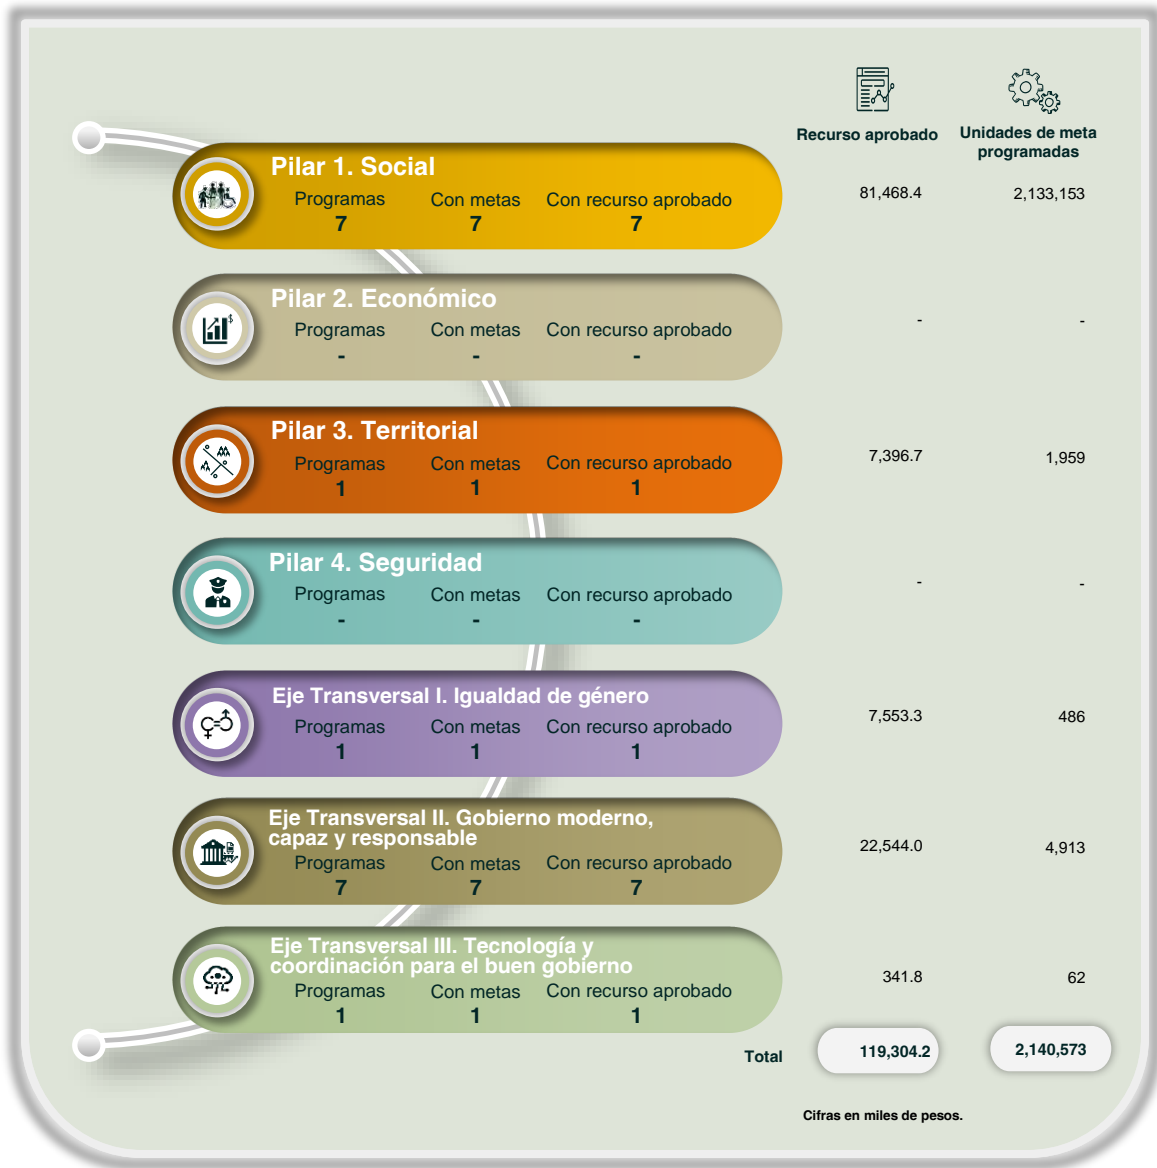 Recurso aprobado
Unidades de meta
programadas
Pilar 1. Social
Programas Con metas Con recurso aprobado
7 7 7
81,468.4 2,133,153
Pilar 2. Económico
Programas Con metas Con recurso aprobado
- - -
- -
Pilar 3. Territorial
Programas Con metas Con recurso aprobado
1 1 1
7,396.7 1,959
Pilar 4. Seguridad
Programas Con metas Con recurso aprobado
- - -
- -
Eje Transversal I. Igualdad de género
Programas Con metas Con recurso aprobado
1 1 1
7,553.3 486
Eje Transversal II. Gobierno moderno,
capaz y responsable
Programas Con metas Con recurso aprobado
7 7 7
22,544.0 4,913
Eje Transversal III. Tecnología y
coordinación para el buen gobierno
Programas Con metas Con recurso aprobado
1 1 1
341.8 62
Total 119,304.2 2,140,573
Cifras en miles de pesos.